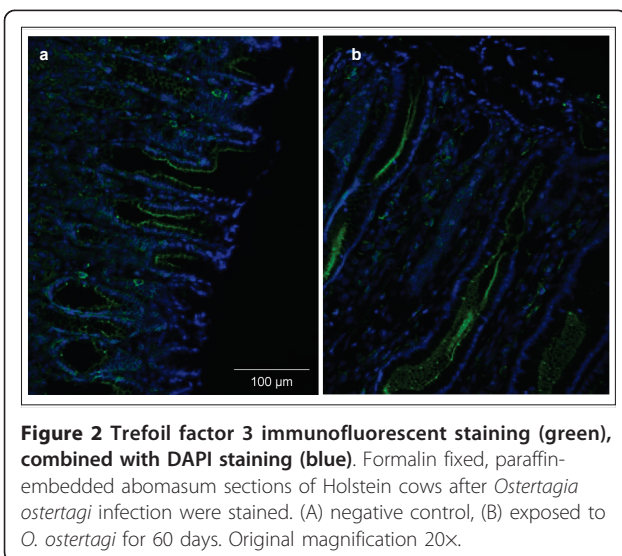 a
b
100 µm
Figure 2 Trefoil factor 3 immunofluorescent staining (green),
combined with DAPI staining (blue). Formalin fixed, paraffin-
embedded abomasum sections of Holstein cows after Ostertagia
ostertagi infection were stained. (A) negative control, (B) exposed to
O. ostertagi for 60 days. Original magnification 20×.